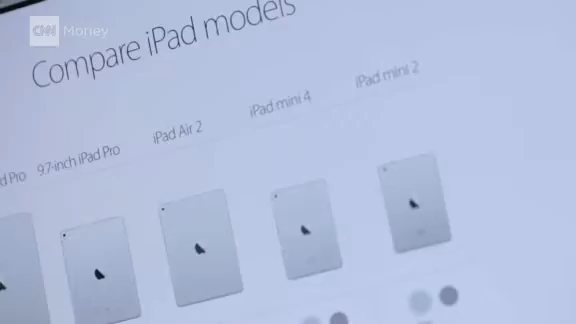 CNN Money
Compare iPad models
d Pro
9.7-inch iPad Pro
iPad Air 2
iPad mini 4
iPad mini 2